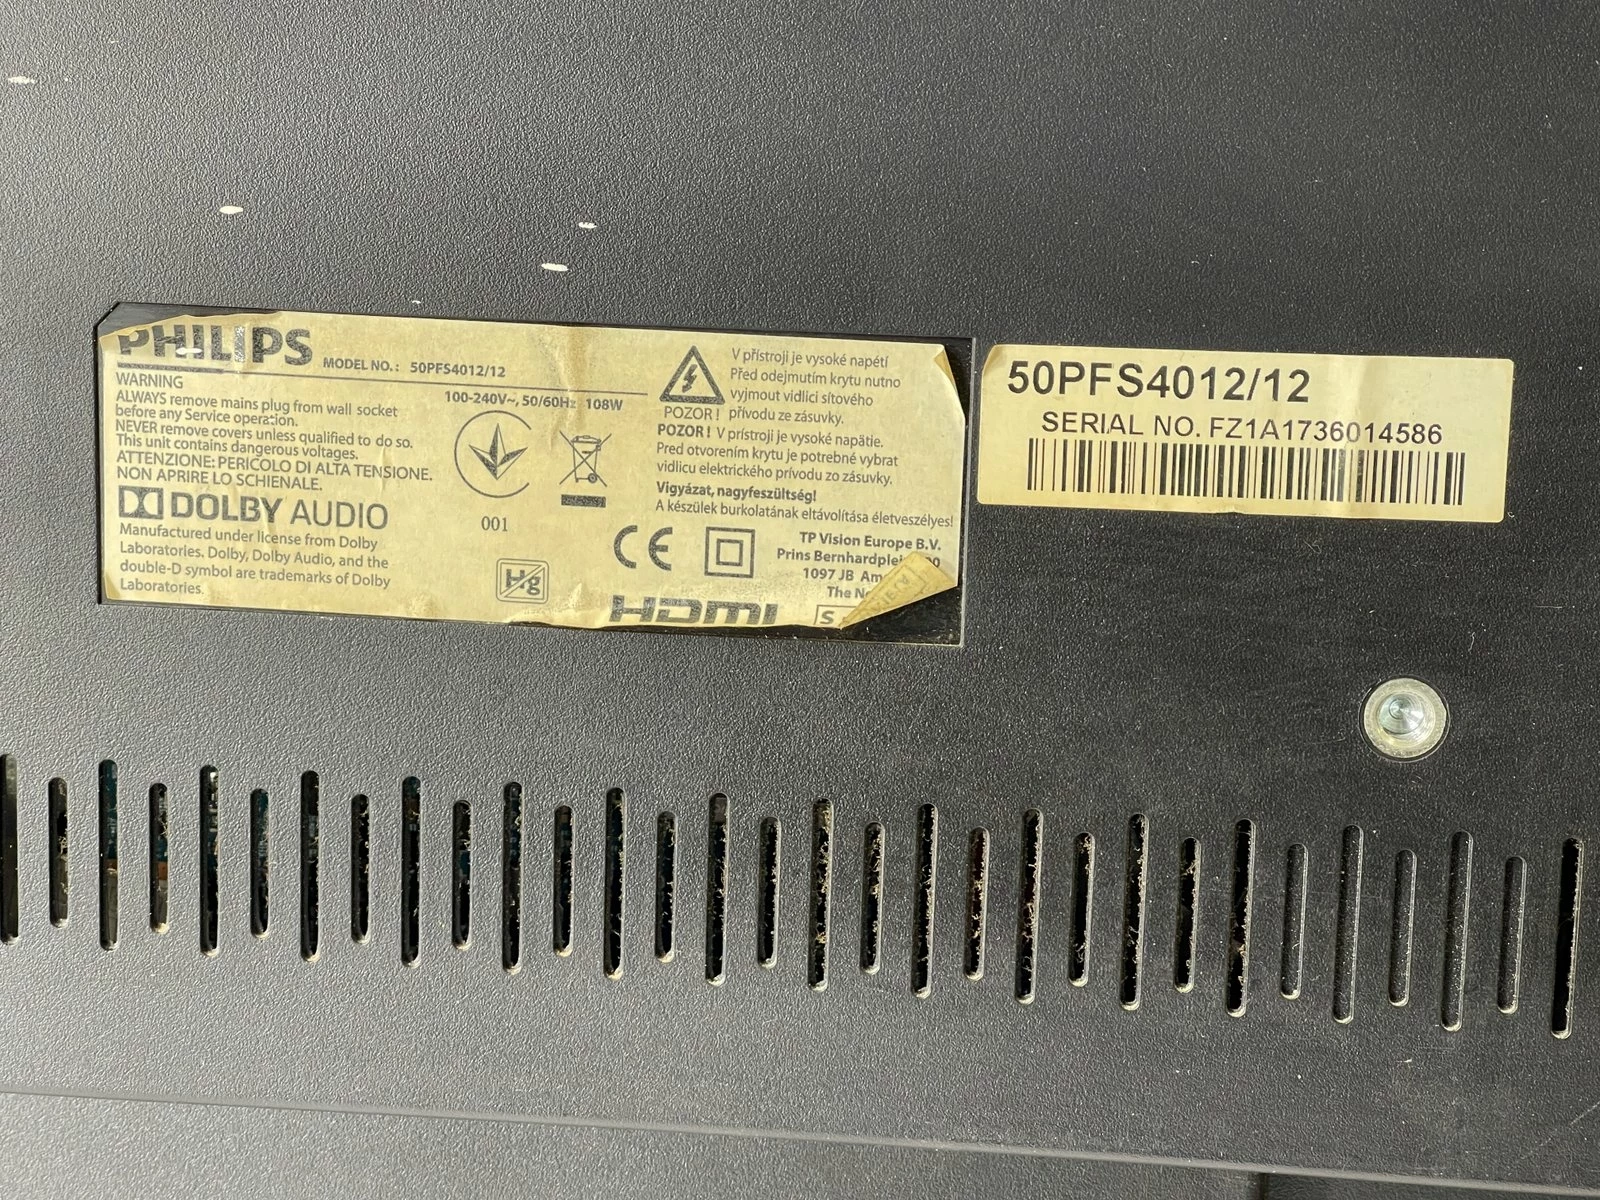 PHILIPS MODEL NO.: 50PFS4012/12
100-240V~, 50/60Hz 108W
WARNING
ALWAYS remove mains plug from wall socket
before any Service operation.
NEVER remove covers unless qualified to do so.
This unit contains dangerous voltages.
ATTENZIONE: PERICOLO DI ALTA TENSIONE.
NON APRIRE LO SCHIENALE.
DOLBY AUDIO
Manufactured under license from Dolby
Laboratories. Dolby, Dolby Audio, and the
double-D symbol are trademarks of Dolby
Laboratories.
001
Hg
V přístroji je vysoké napětí
Před odejmutím krytu nutno
vyjmout vidlici síťového
POZOR! přívodu ze zásuvky.
POZOR! V prístroji je vysoké napätie.
Pred otvorením krytu je potrebné vybrat
vidlicu elektrického prívodu zo zásuvky.
Vigyázat, nagyfeszültség!
A készülek burkolatának eltávolítása életveszélyes!
CE
TP Vision Europe B.V.
Prins
1097 JB
The
HDMI
S
50PFS4012/12
SERIAL NO. FZ1A1736014586